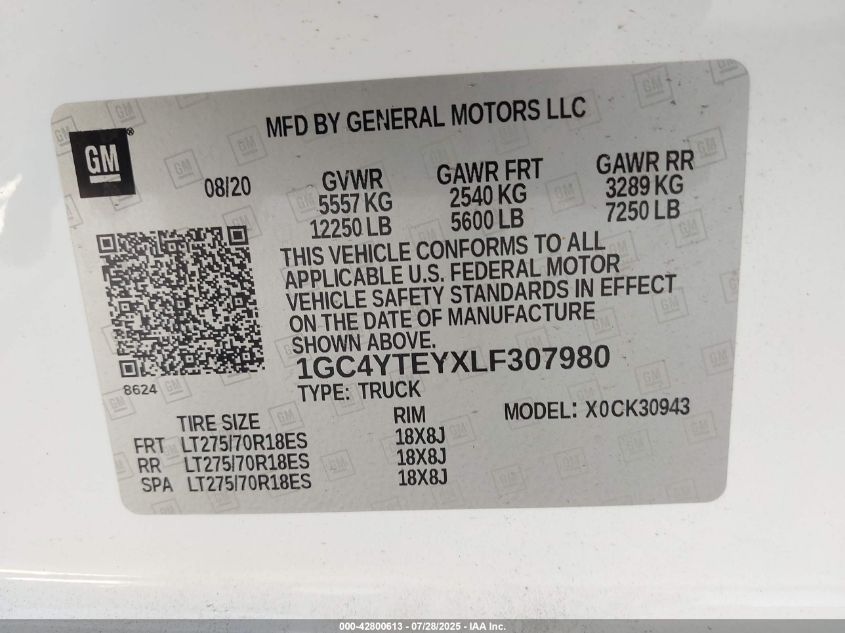 MFD BY GENERAL MOTORS LLC
GM®
08/20
GVWR GAWR FRT GAWR RR
5557 KG 2540 KG 3289 KG
12250 LB 5600 LB 7250 LB
THIS VEHICLE CONFORMS TO ALL
APPLICABLE U.S. FEDERAL MOTOR
VEHICLE SAFETY STANDARDS IN EFFECT
ON THE DATE OF MANUFACTURE
SHOWN ABOVE.
1GC4YTEYXLF307980
8624
TYPE: TRUCK
TIRE SIZE RIM MODEL: X0CK30943
FRT LT275/70R18ES 18X8J
RR LT275/70R18ES 18X8J
SPA LT275/70R18ES 18X8J
000-42800613 - 07/28/2025 - IAA Inc.